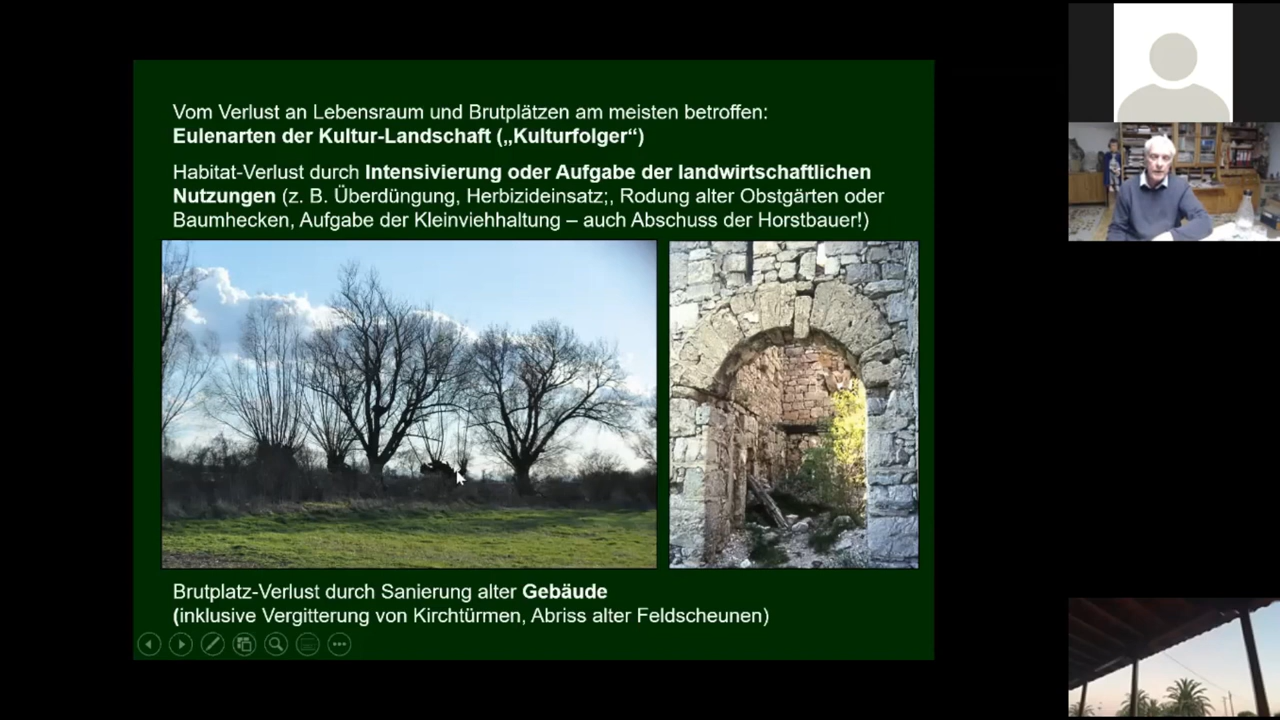 Vom Verlust an Lebensraum und Brutplätzen am meisten betroffen:
Eulenarten der Kultur-Landschaft („Kulturfolger“)
Habitat-Verlust durch Intensivierung oder Aufgabe der landwirtschaftlichen
Nutzungen (z. B. Überdüngung, Herbizideinsatz;, Rodung alter Obstgärten oder
Baumhecken, Aufgabe der Kleinviehhaltung – auch Abschuss der Horstbauer!)
Brutplatz-Verlust durch Sanierung alter Gebäude
(inklusive Vergitterung von Kirchtürmen, Abriss alter Feldscheunen)